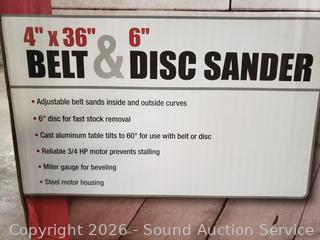 4" x 36" 6"
BELT & DISC SANDER
• Adjustable belt sands inside and outside curves
• 6" disc for fast stock removal
• Cast aluminum table tilts to 60° for use with belt or disc
• Reliable 3/4 HP motor prevents stalling
• Miter gauge for beveling
• Steel motor housing
Copyright 2026 - Sound Auction Service